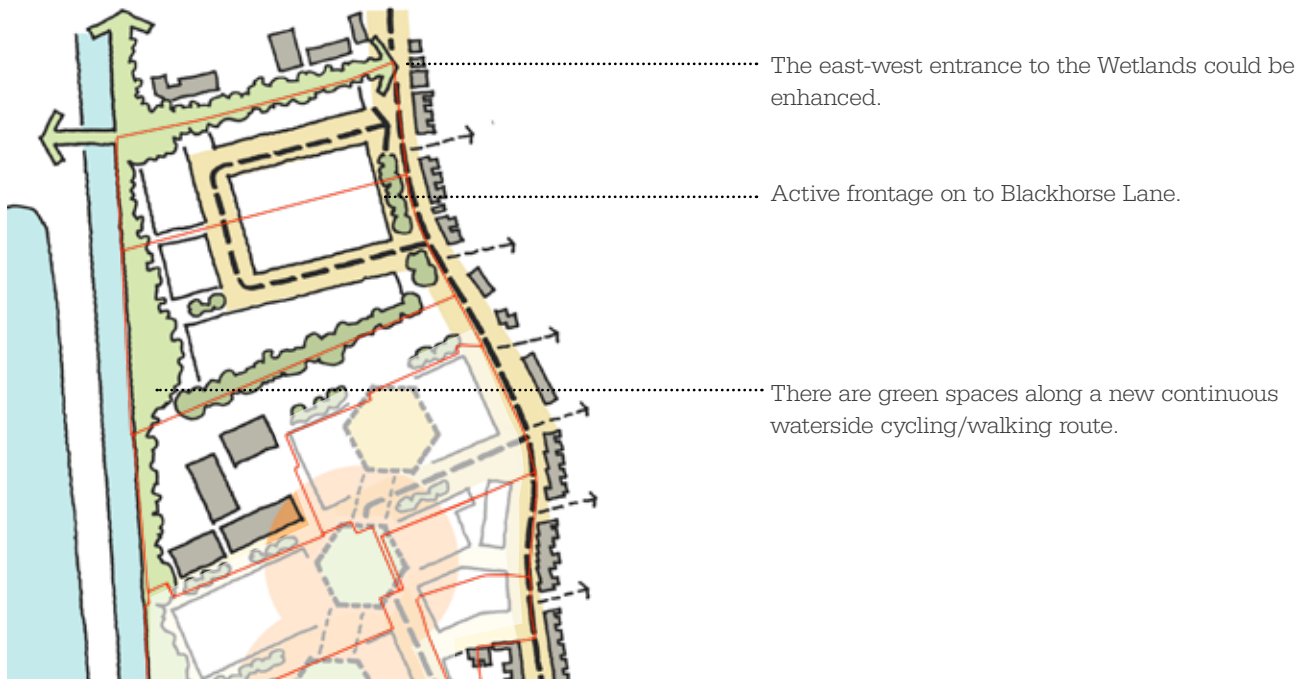 The east-west entrance to the Wetlands could be
enhanced.
Active frontage on to Blackhorse Lane.
There are green spaces along a new continuous
waterside cycling/walking route.